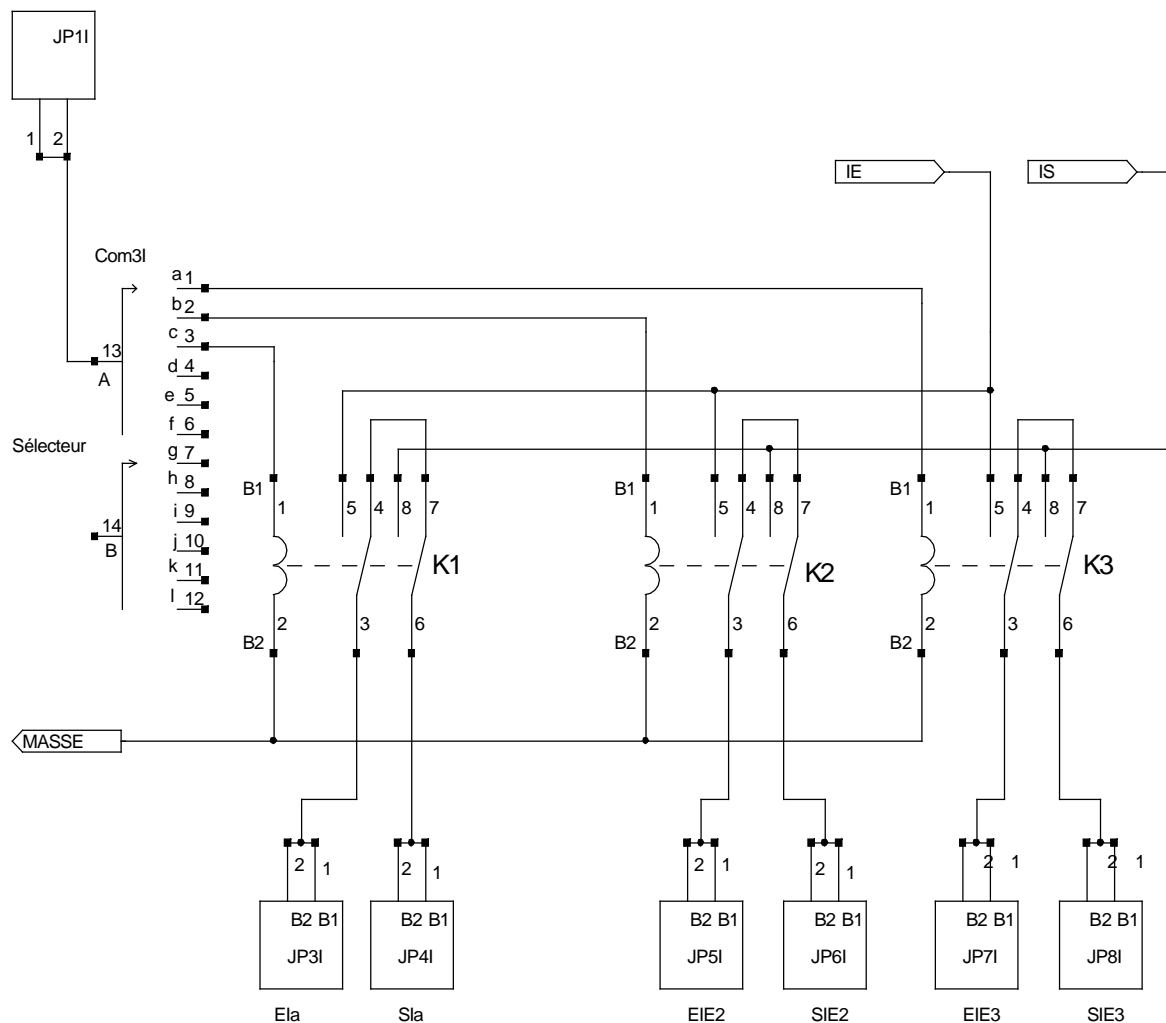 JP1I
1 2
IE IS
Com3I
a 1
b 2
c 3
13
d 4
A
e 5
f 6
Sélecteur
g 7
h 8
B1 B1 B1
1 5 4 8 7 1 5 4 8 7 1 5 4 8 7
i 9
14
B
j 10
K1 K2 K3
k 11
l 12
2 3 6 2 3 6 2 3 6
B2 B2 B2
MASSE
2 1 2 1 2 1 2 1 2 1 2 1
B2 B1 B2 B1 B2 B1 B2 B1 B2 B1 B2 B1
JP3I JP4I JP5I JP6I JP7I JP8I
EIa SIa EIE2 SIE2 EIE3 SIE3